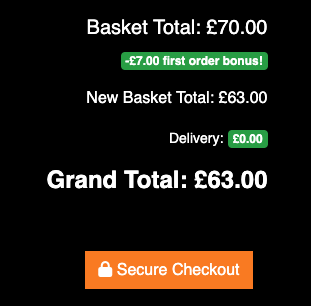 Basket Total: £70.00
-£7.00 first order bonus!
New Basket Total: £63.00
Delivery: £0.00
Grand Total: £63.00
Secure Checkout